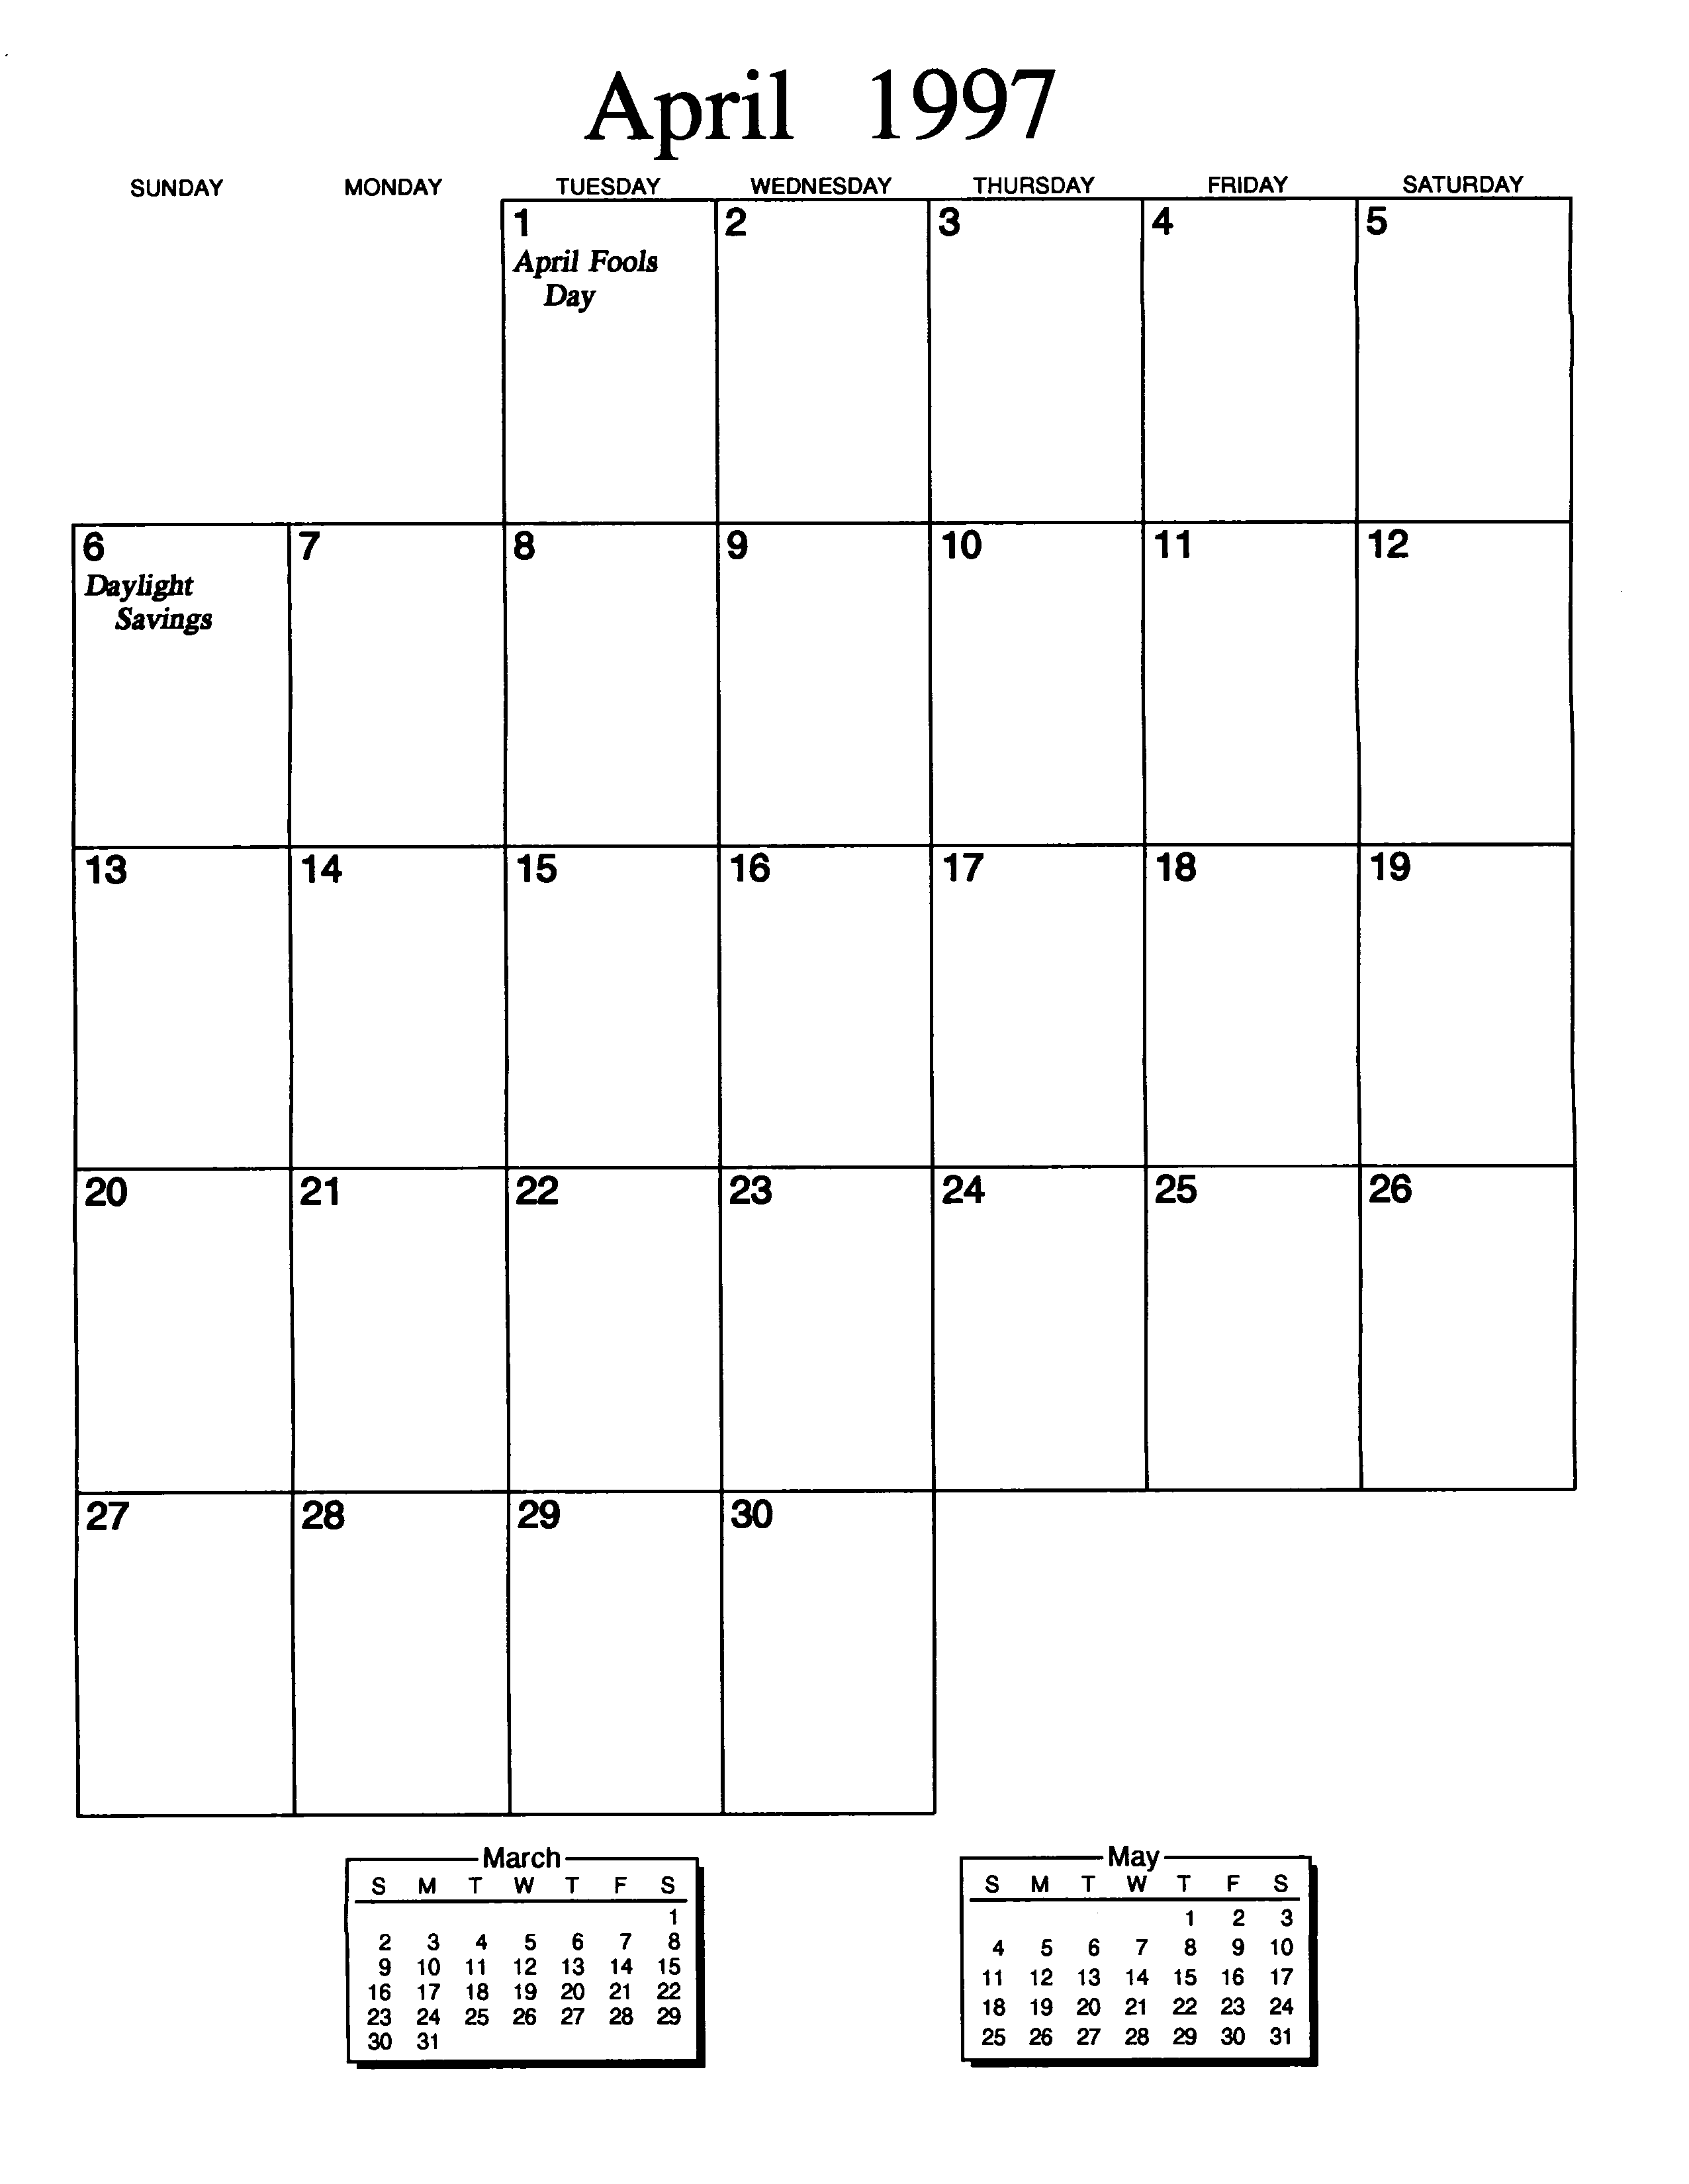 April 1997
SUNDAY MONDAY TUESDAY WEDNESDAY THURSDAY FRIDAY SATURDAY
1 2 3 4 5
April Fools
Day
6 7 8 9 10 11 12
Daylight
Savings
13 14 15 16 17 18 19
20 21 22 23 24 25 26
27 28 29 30
March
S M T W T F S
1
2 3 4 5 6 7 8
9 10 11 12 13 14 15
16 17 18 19 20 21 22
23 24 25 26 27 28 29
30 31
May
S M T W T F S
1 2 3
4 5 6 7 8 9 10
11 12 13 14 15 16 17
18 19 20 21 22 23 24
25 26 27 28 29 30 31